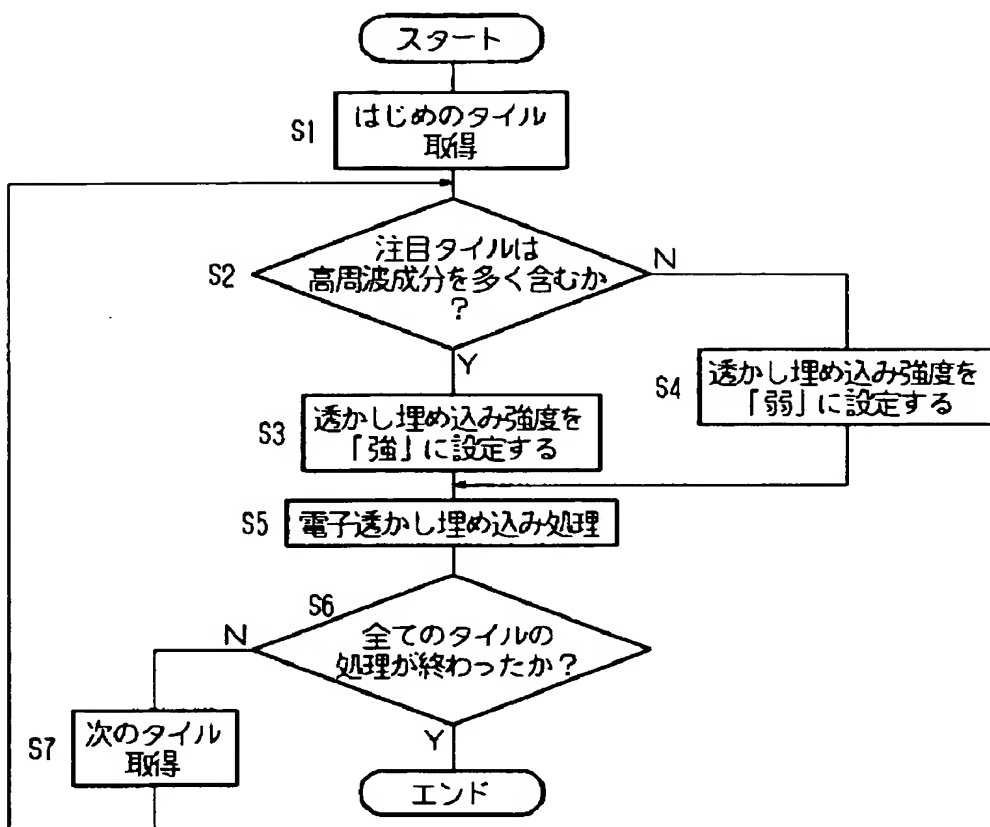 スタート
S1
はじめのタイル
取得
S2
注目タイルは
高周波成分を多く含むか
?
N
Y
S4
透かし埋め込み強度を
「弱」に設定する
S3
透かし埋め込み強度を
「強」に設定する
S5
電子透かし埋め込み処理
S6
全てのタイルの
処理が終わったか?
N
Y
S7
次のタイル
取得
エンド